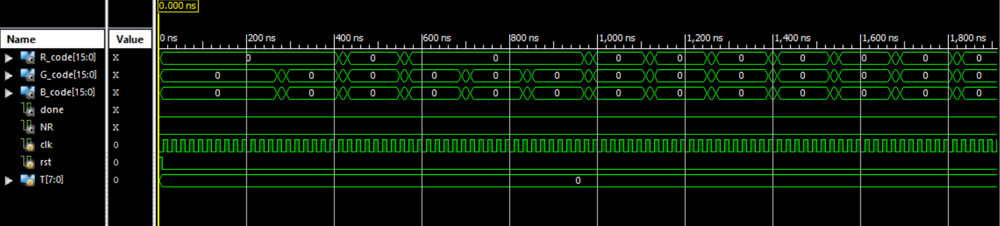 0.000 ns
Name Value 0 ns 200 ns 400 ns 600 ns 800 ns 1,000 ns 1,200 ns 1,400 ns 1,600 ns 1,800 ns
R_code[15:0] X 0 0 0 0 0 0 0 0 0
G_code[15:0] X 0 0 0 0 0 0 0 0 0 0 0 0 0
B_code[15:0] X 0 0 0 0 0 0 0 0 0 0 0 0 0
done X
NR X
clk 0
rst 0
T[7:0] 0 0